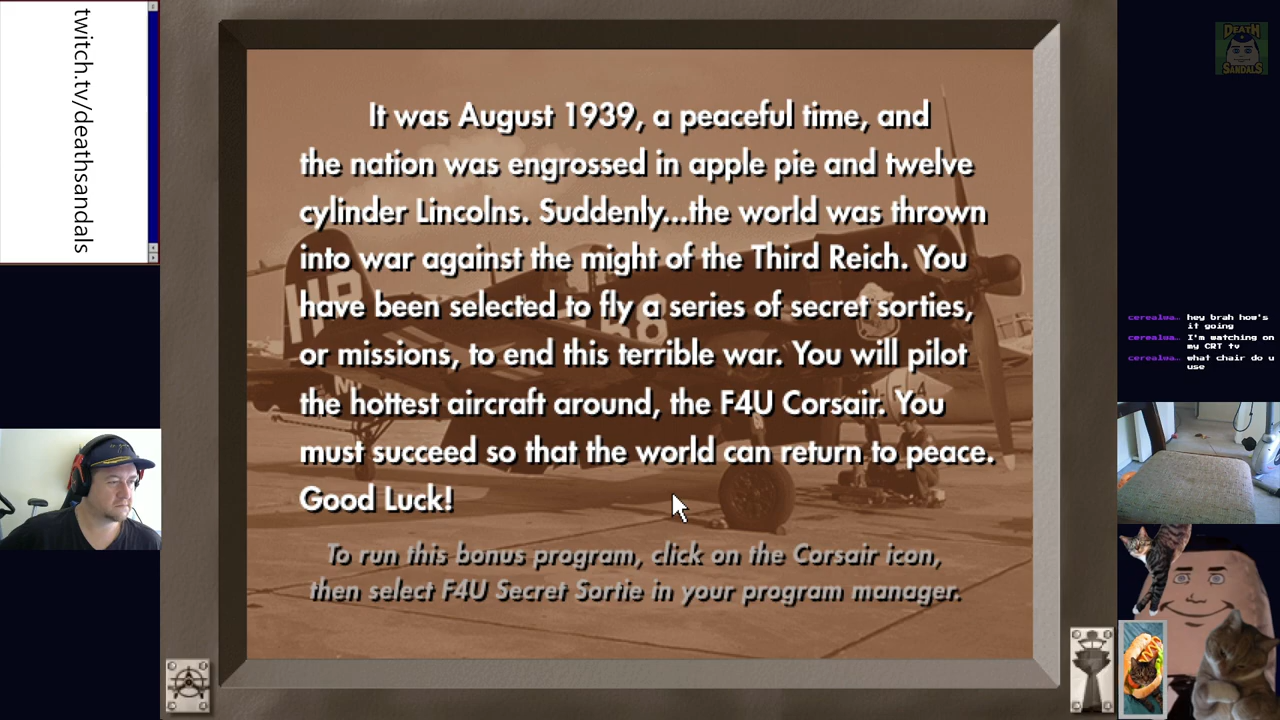 twitch.tv/deathsandals
It was August 1939, a peaceful time, and
the nation was engrossed in apple pie and twelve
cylinder Lincolns. Suddenly...the world was thrown
into war against the might of the Third Reich. You
have been selected to fly a series of secret sorties,
or missions, to end this terrible war. You will pilot
the hottest aircraft around, the F4U Corsair. You
must succeed so that the world can return to peace.
Good Luck!
To run this bonus program, click on the Corsair icon,
then select F4U Secret Sortie in your program manager.
DEATH
SANDALS
cerealwa… hey brah how's
it going
cerealwa… I'm watching on
my CRT tv
cerealwa… what chair do u
use